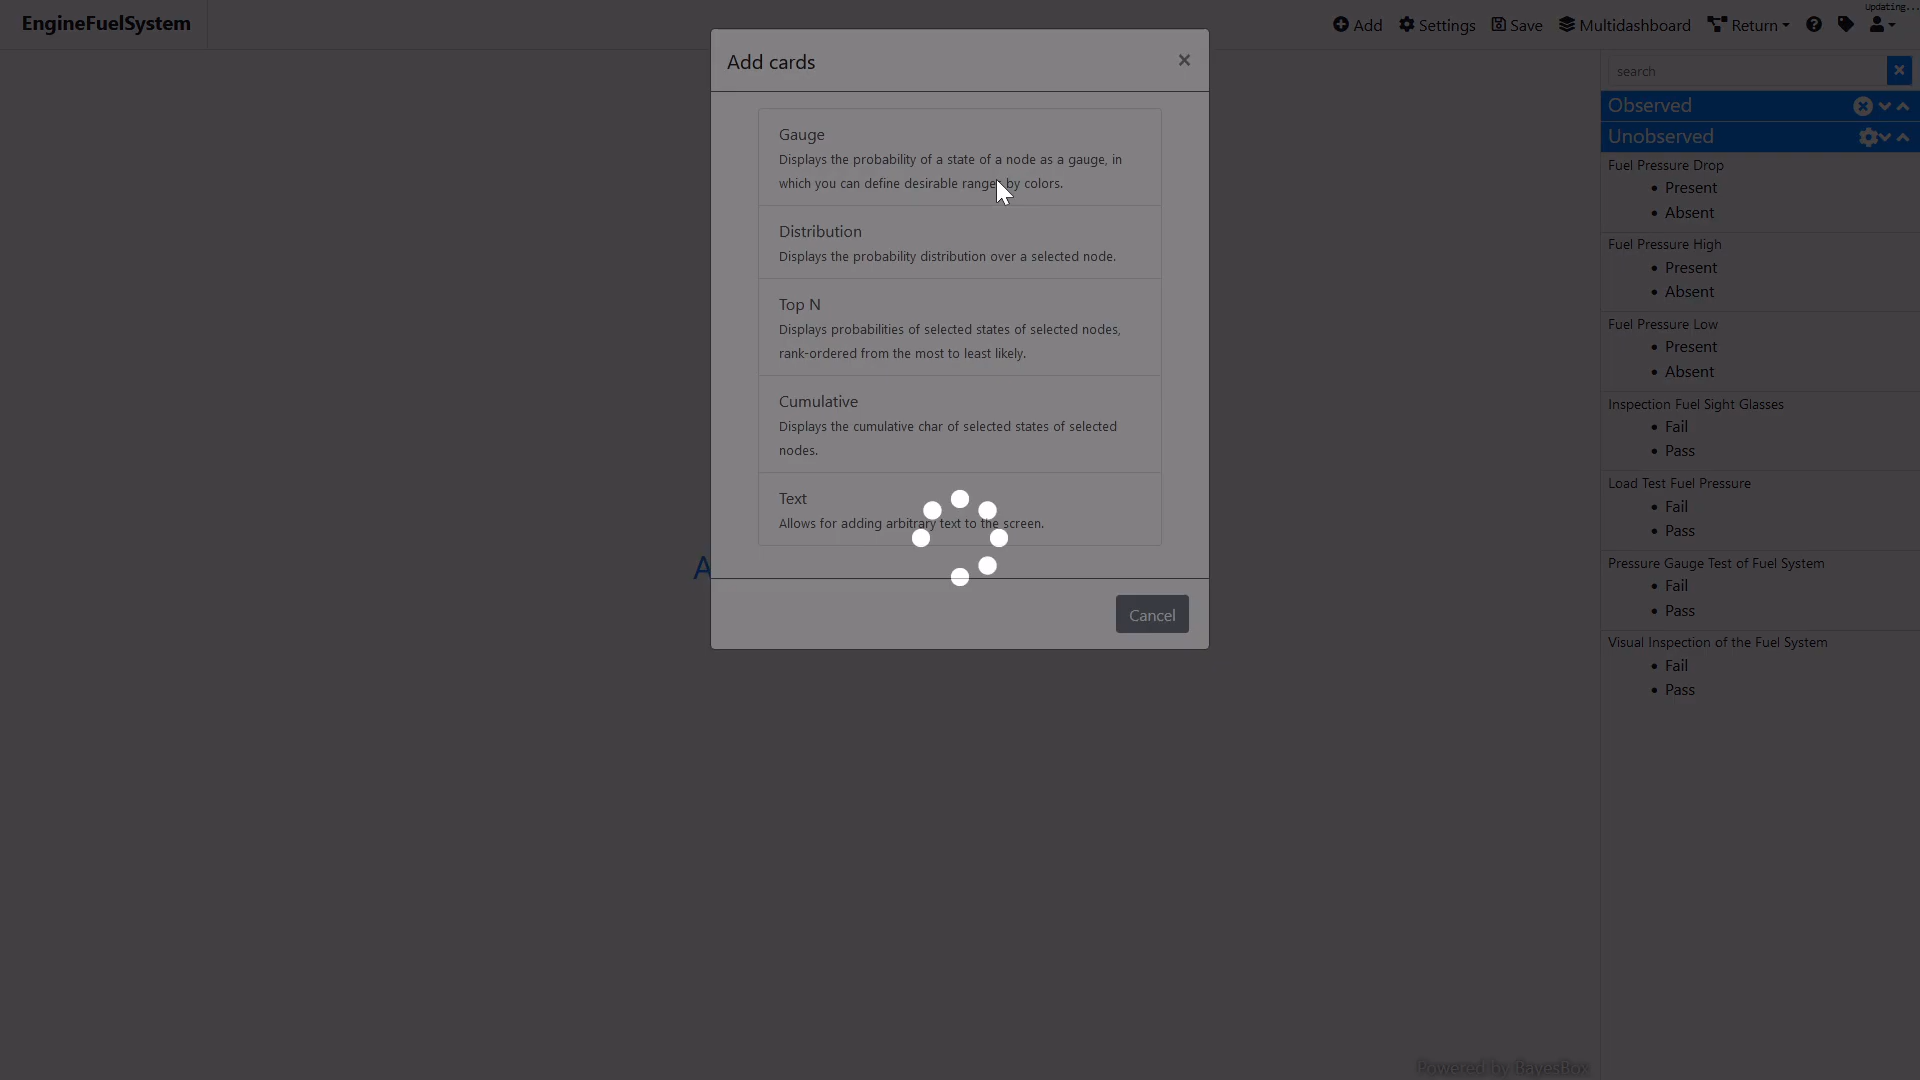 EngineFuelSystem
Add
Settings
Save
Multidashboard
Return
Updating...
Add cards
Gauge
Displays the probability of a state of a node as a gauge, in
which you can define desirable ranges by colors.
Distribution
Displays the probability distribution over a selected node.
Top N
Displays probabilities of selected states of selected nodes,
rank-ordered from the most to least likely.
Cumulative
Displays the cumulative char of selected states of selected
nodes.
Text
Allows for adding arbitrary text to the screen.
A
Cancel
search
Observed
Unobserved
Fuel Pressure Drop
Present
Absent
Fuel Pressure High
Present
Absent
Fuel Pressure Low
Present
Absent
Inspection Fuel Sight Glasses
Fail
Pass
Load Test Fuel Pressure
Fail
Pass
Pressure Gauge Test of Fuel System
Fail
Pass
Visual Inspection of the Fuel System
Fail
Pass
Powered by BayesBox